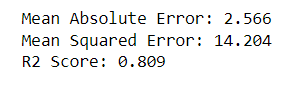 Mean Absolute Error: 2.566
Mean Squared Error: 14.204
R2 Score: 0.809